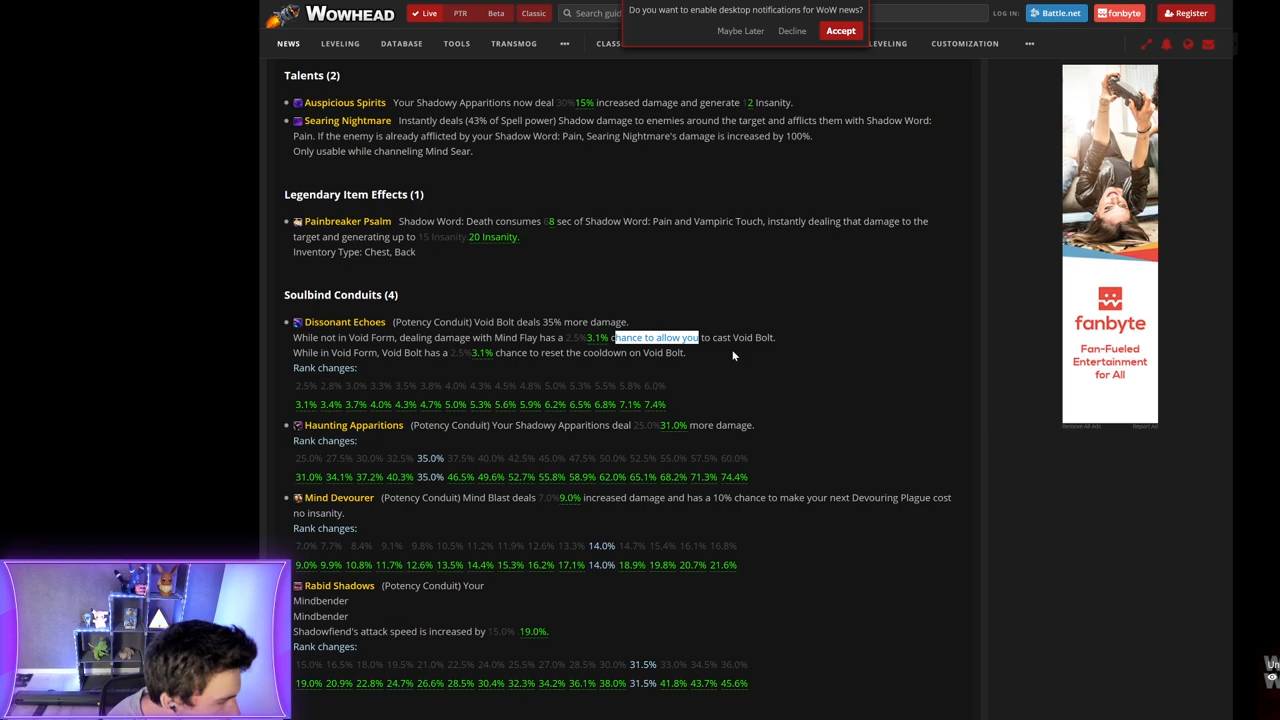 Do you want to enable desktop notifications for WoW news?
Maybe Later Decline Accept
WOWHEAD Live PTR Beta Classic Search guid LOG IN: Battle.net fanbyte Register
NEWS LEVELING DATABASE TOOLS TRANSMOG ••• CLASS LEVELING CUSTOMIZATION •••
Talents (2)
Auspicious Spirits Your Shadowy Apparitions now deal 30%15% increased damage and generate 12 Insanity.
Searing Nightmare Instantly deals (43% of Spell power) Shadow damage to enemies around the target and afflicts them with Shadow Word:
Pain. If the enemy is already afflicted by your Shadow Word: Pain, Searing Nightmare's damage is increased by 100%.
Only usable while channeling Mind Sear.
Legendary Item Effects (1)
Painbreaker Psalm Shadow Word: Death consumes 68 sec of Shadow Word: Pain and Vampiric Touch, instantly dealing that damage to the
target and generating up to 15 Insanity.20 Insanity.
Inventory Type: Chest, Back
Soulbind Conduits (4)
Dissonant Echoes (Potency Conduit) Void Bolt deals 35% more damage.
While not in Void Form, dealing damage with Mind Flay has a 2.5%3.1% chance to allow you to cast Void Bolt.
While in Void Form, Void Bolt has a 2.5%3.1% chance to reset the cooldown on Void Bolt.
Rank changes:
2.5% 2.8% 3.0% 3.3% 3.5% 3.8% 4.0% 4.3% 4.5% 4.8% 5.0% 5.3% 5.5% 5.8% 6.0%
3.1% 3.4% 3.7% 4.0% 4.3% 4.7% 5.0% 5.3% 5.6% 5.9% 6.2% 6.5% 6.8% 7.1% 7.4%
Haunting Apparitions (Potency Conduit) Your Shadowy Apparitions deal 25.0%31.0% more damage.
Rank changes:
25.0% 27.5% 30.0% 32.5% 35.0% 37.5% 40.0% 42.5% 45.0% 47.5% 50.0% 52.5% 55.0% 57.5% 60.0%
31.0% 34.1% 37.2% 40.3% 35.0% 46.5% 49.6% 52.7% 55.8% 58.9% 62.0% 65.1% 68.2% 71.3% 74.4%
Mind Devourer (Potency Conduit) Mind Blast deals 7.0%9.0% increased damage and has a 10% chance to make your next Devouring Plague cost
no insanity.
Rank changes:
7.0% 7.7% 8.4% 9.1% 9.8% 10.5% 11.2% 11.9% 12.6% 13.3% 14.0% 14.7% 15.4% 16.1% 16.8%
9.0% 9.9% 10.8% 11.7% 12.6% 13.5% 14.4% 15.3% 16.2% 17.1% 14.0% 18.9% 19.8% 20.7% 21.6%
Rabid Shadows (Potency Conduit) Your
Mindbender
Mindbender
Shadowfiend's attack speed is increased by 15.0% 19.0%.
Rank changes:
15.0% 16.5% 18.0% 19.5% 21.0% 22.5% 24.0% 25.5% 27.0% 28.5% 30.0% 31.5% 33.0% 34.5% 36.0%
19.0% 20.9% 22.8% 24.7% 26.6% 28.5% 30.4% 32.3% 34.2% 36.1% 38.0% 31.5% 41.8% 43.7% 45.6%
fanbyte
Fan-Fueled
Entertainment
for All
Remove All Ads Report Ad
Un